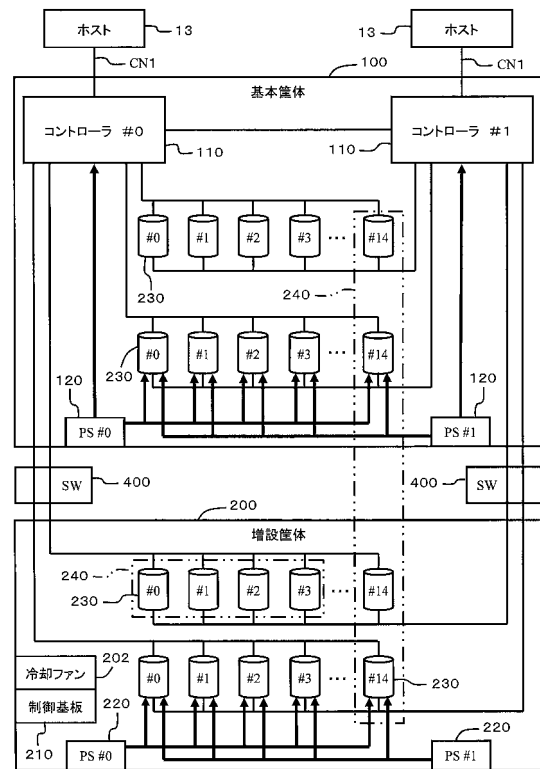 ホスト 13 ホスト 13
CN1 100 CN1
基本筐体
コントローラ #0 コントローラ #1
110 110
#0 #1 #2 #3 … #14
230 240
230 #0 #1 #2 #3 … #14
120 120
PS #0 PS #1
SW 400 400 SW
200
増設筐体
240
230 #0 #1 #2 #3 … #14
冷却ファン 202 #0 #1 #2 #3 … #14 230
制御基板 220 220
210 PS #0 PS #1